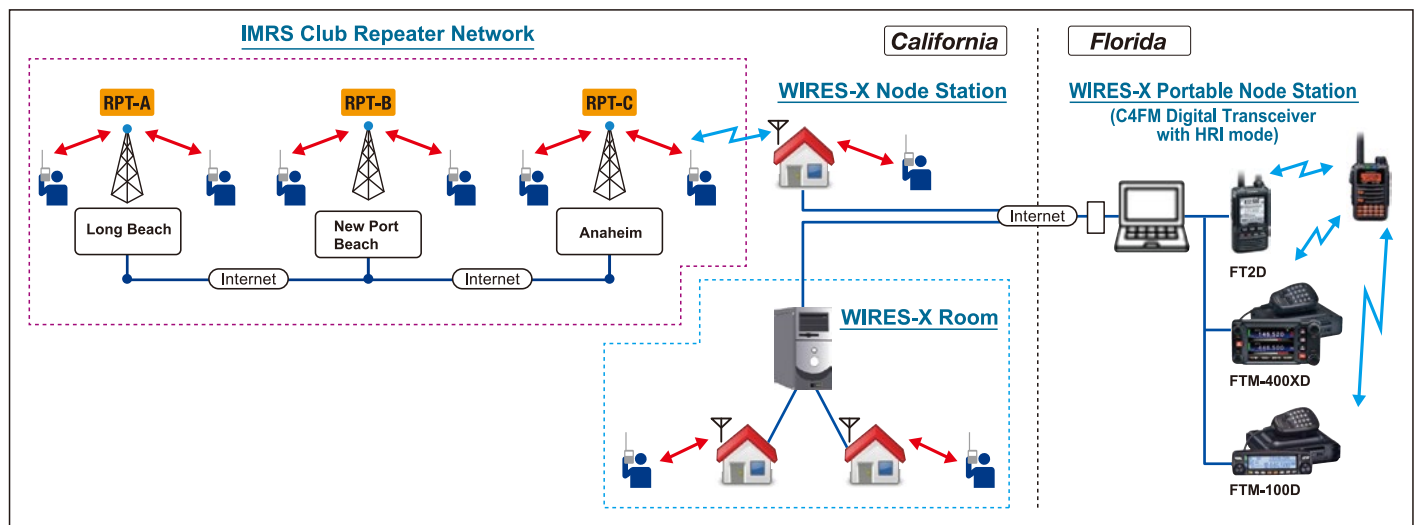 IMRS Club Repeater Network
California
Florida
RPT-A
RPT-B
RPT-C
WIRES-X Node Station
WIRES-X Portable Node Station
(C4FM Digital Transceiver
with HRI mode)
Long Beach
New Port
Beach
Anaheim
Internet
Internet
Internet
FT2D
WIRES-X Room
FTM-400XD
FTM-100D